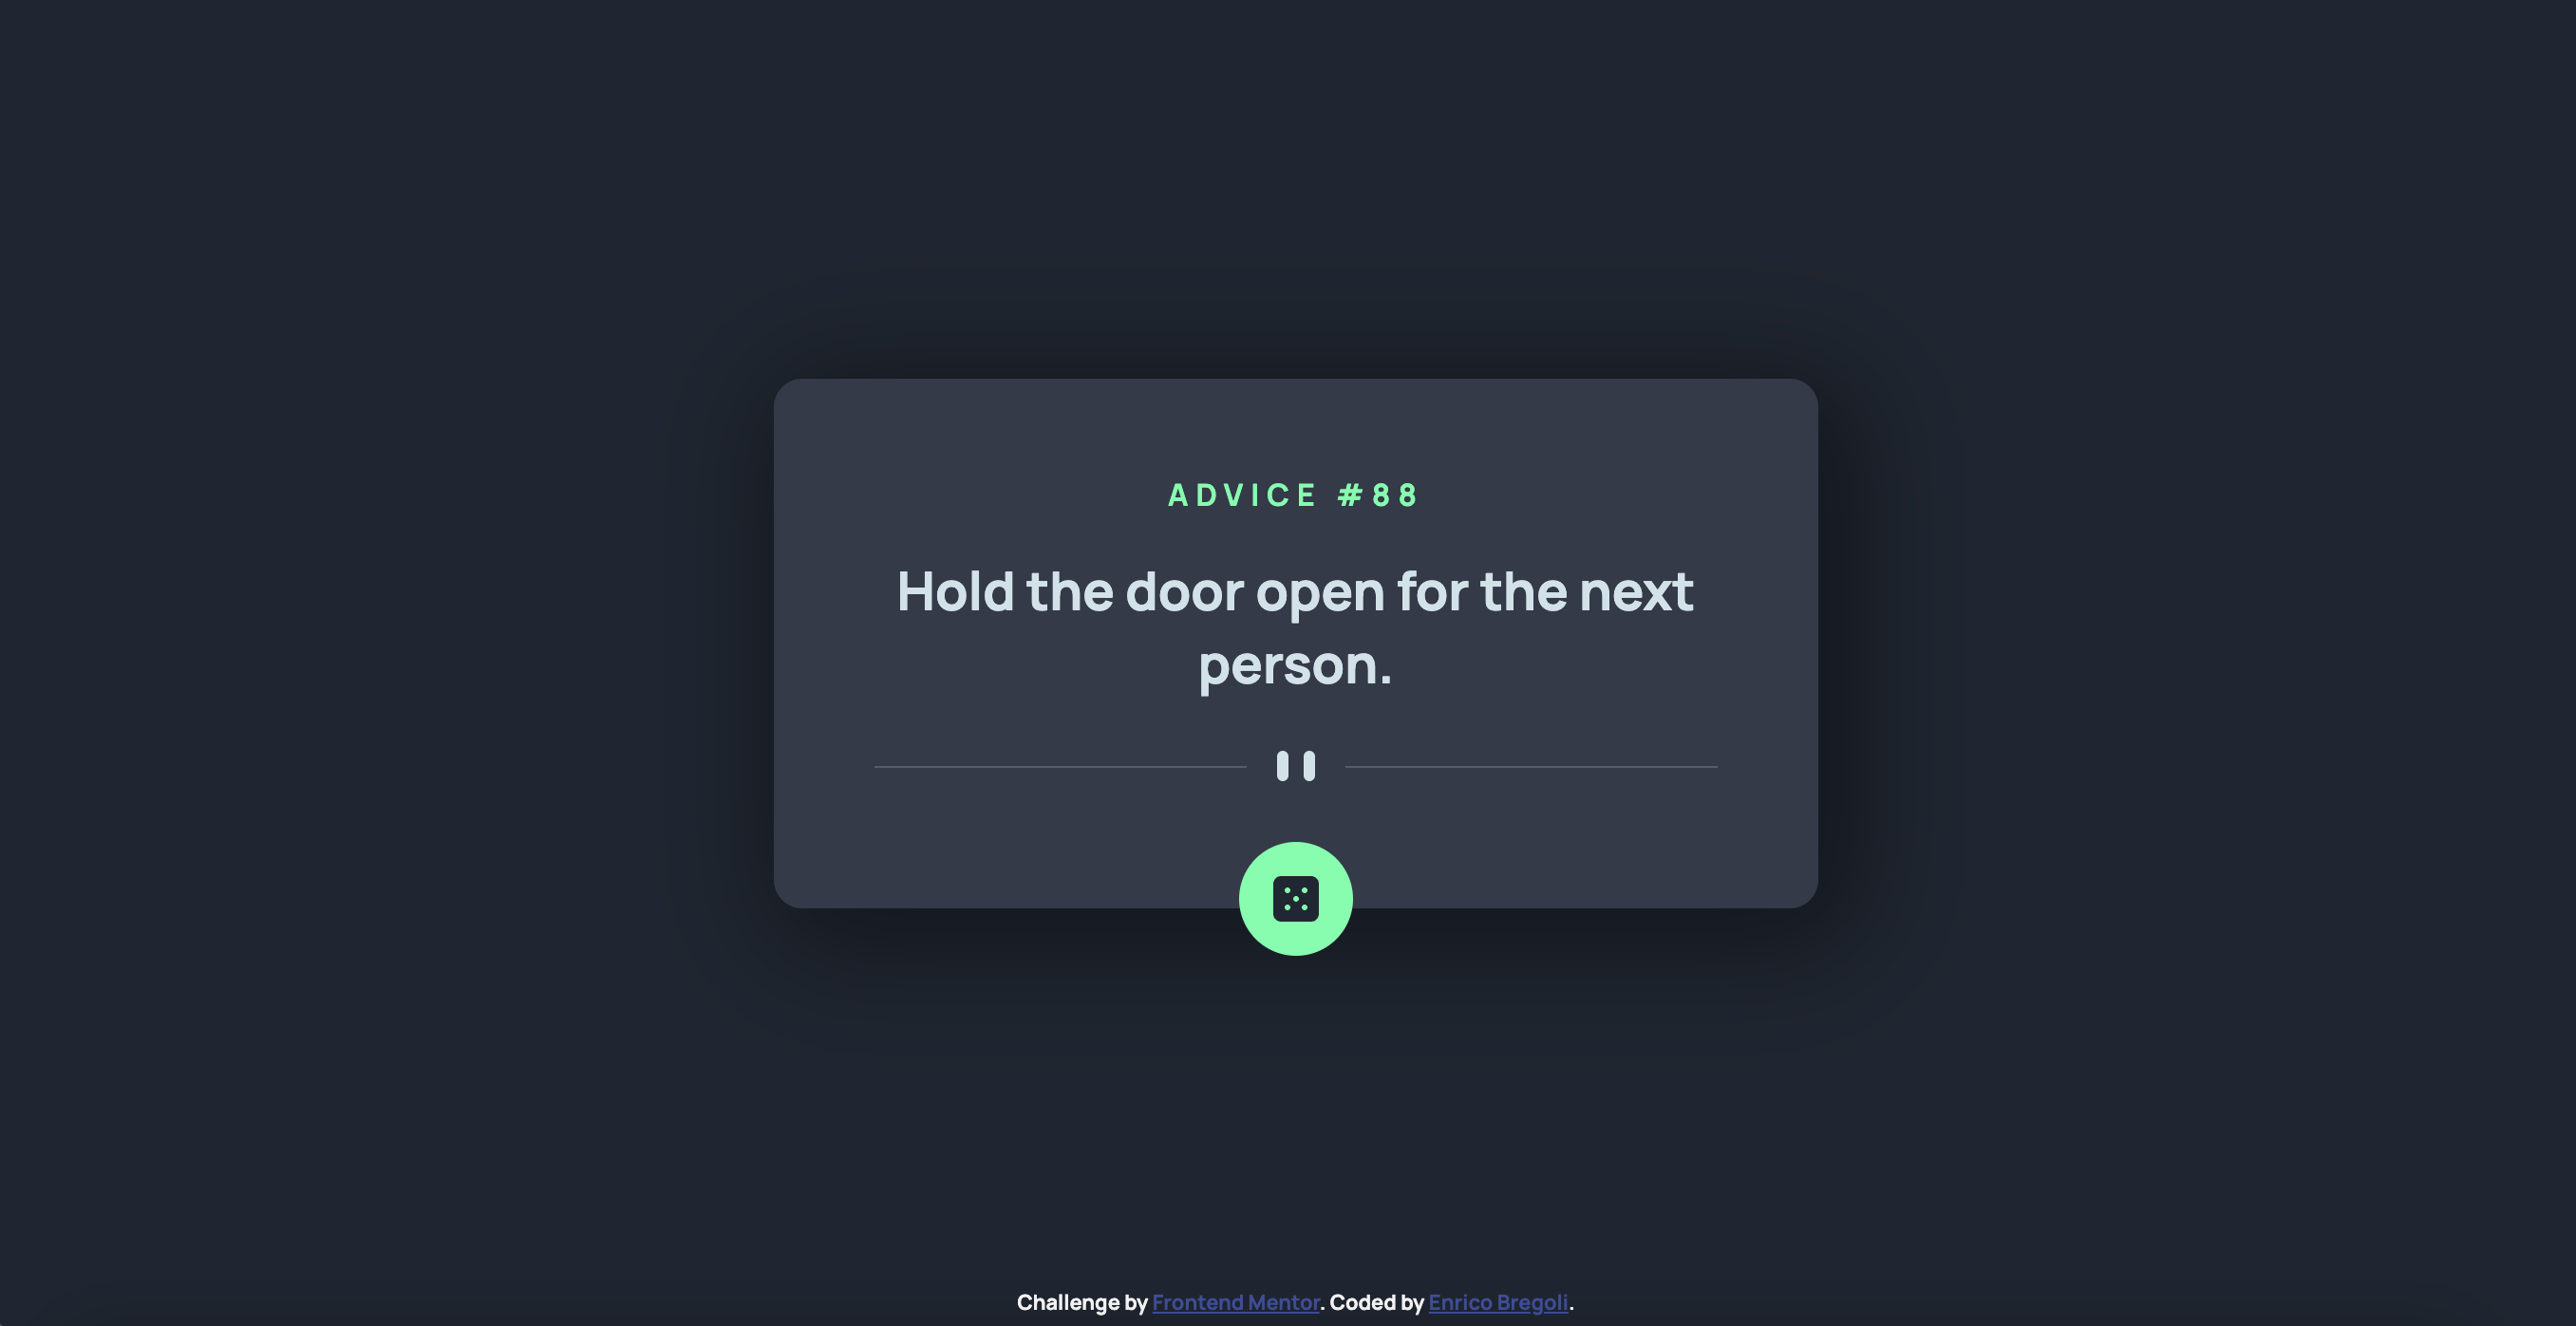 ADVICE #88
Hold the door open for the next
person.
Challenge by Frontend Mentor. Coded by Enrico Bregoli.